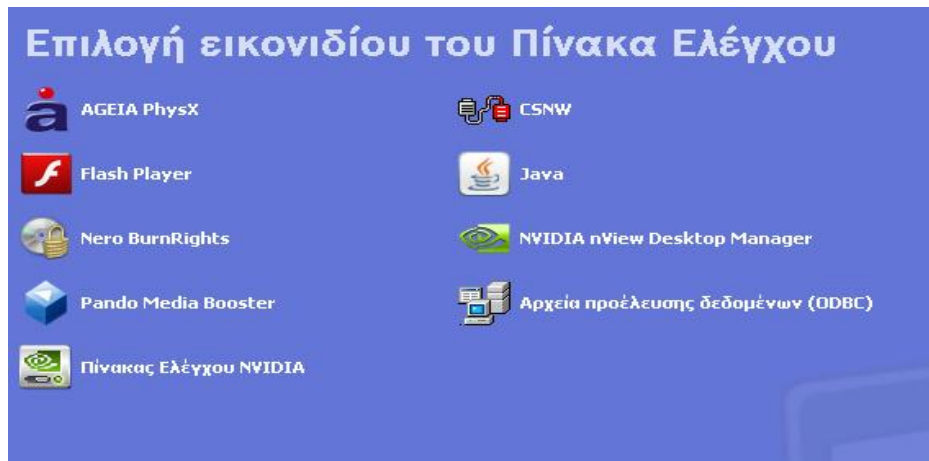 Επιλογή εικονιδίου του Πίνακα Ελέγχου
AGEIA PhysX
CSNW
Flash Player
Java
Nero BurnRights
NVIDIA nView Desktop Manager
Pando Media Booster
Αρχεία προέλευσης δεδομένων (ODBC)
Πίνακας Ελέγχου NVIDIA